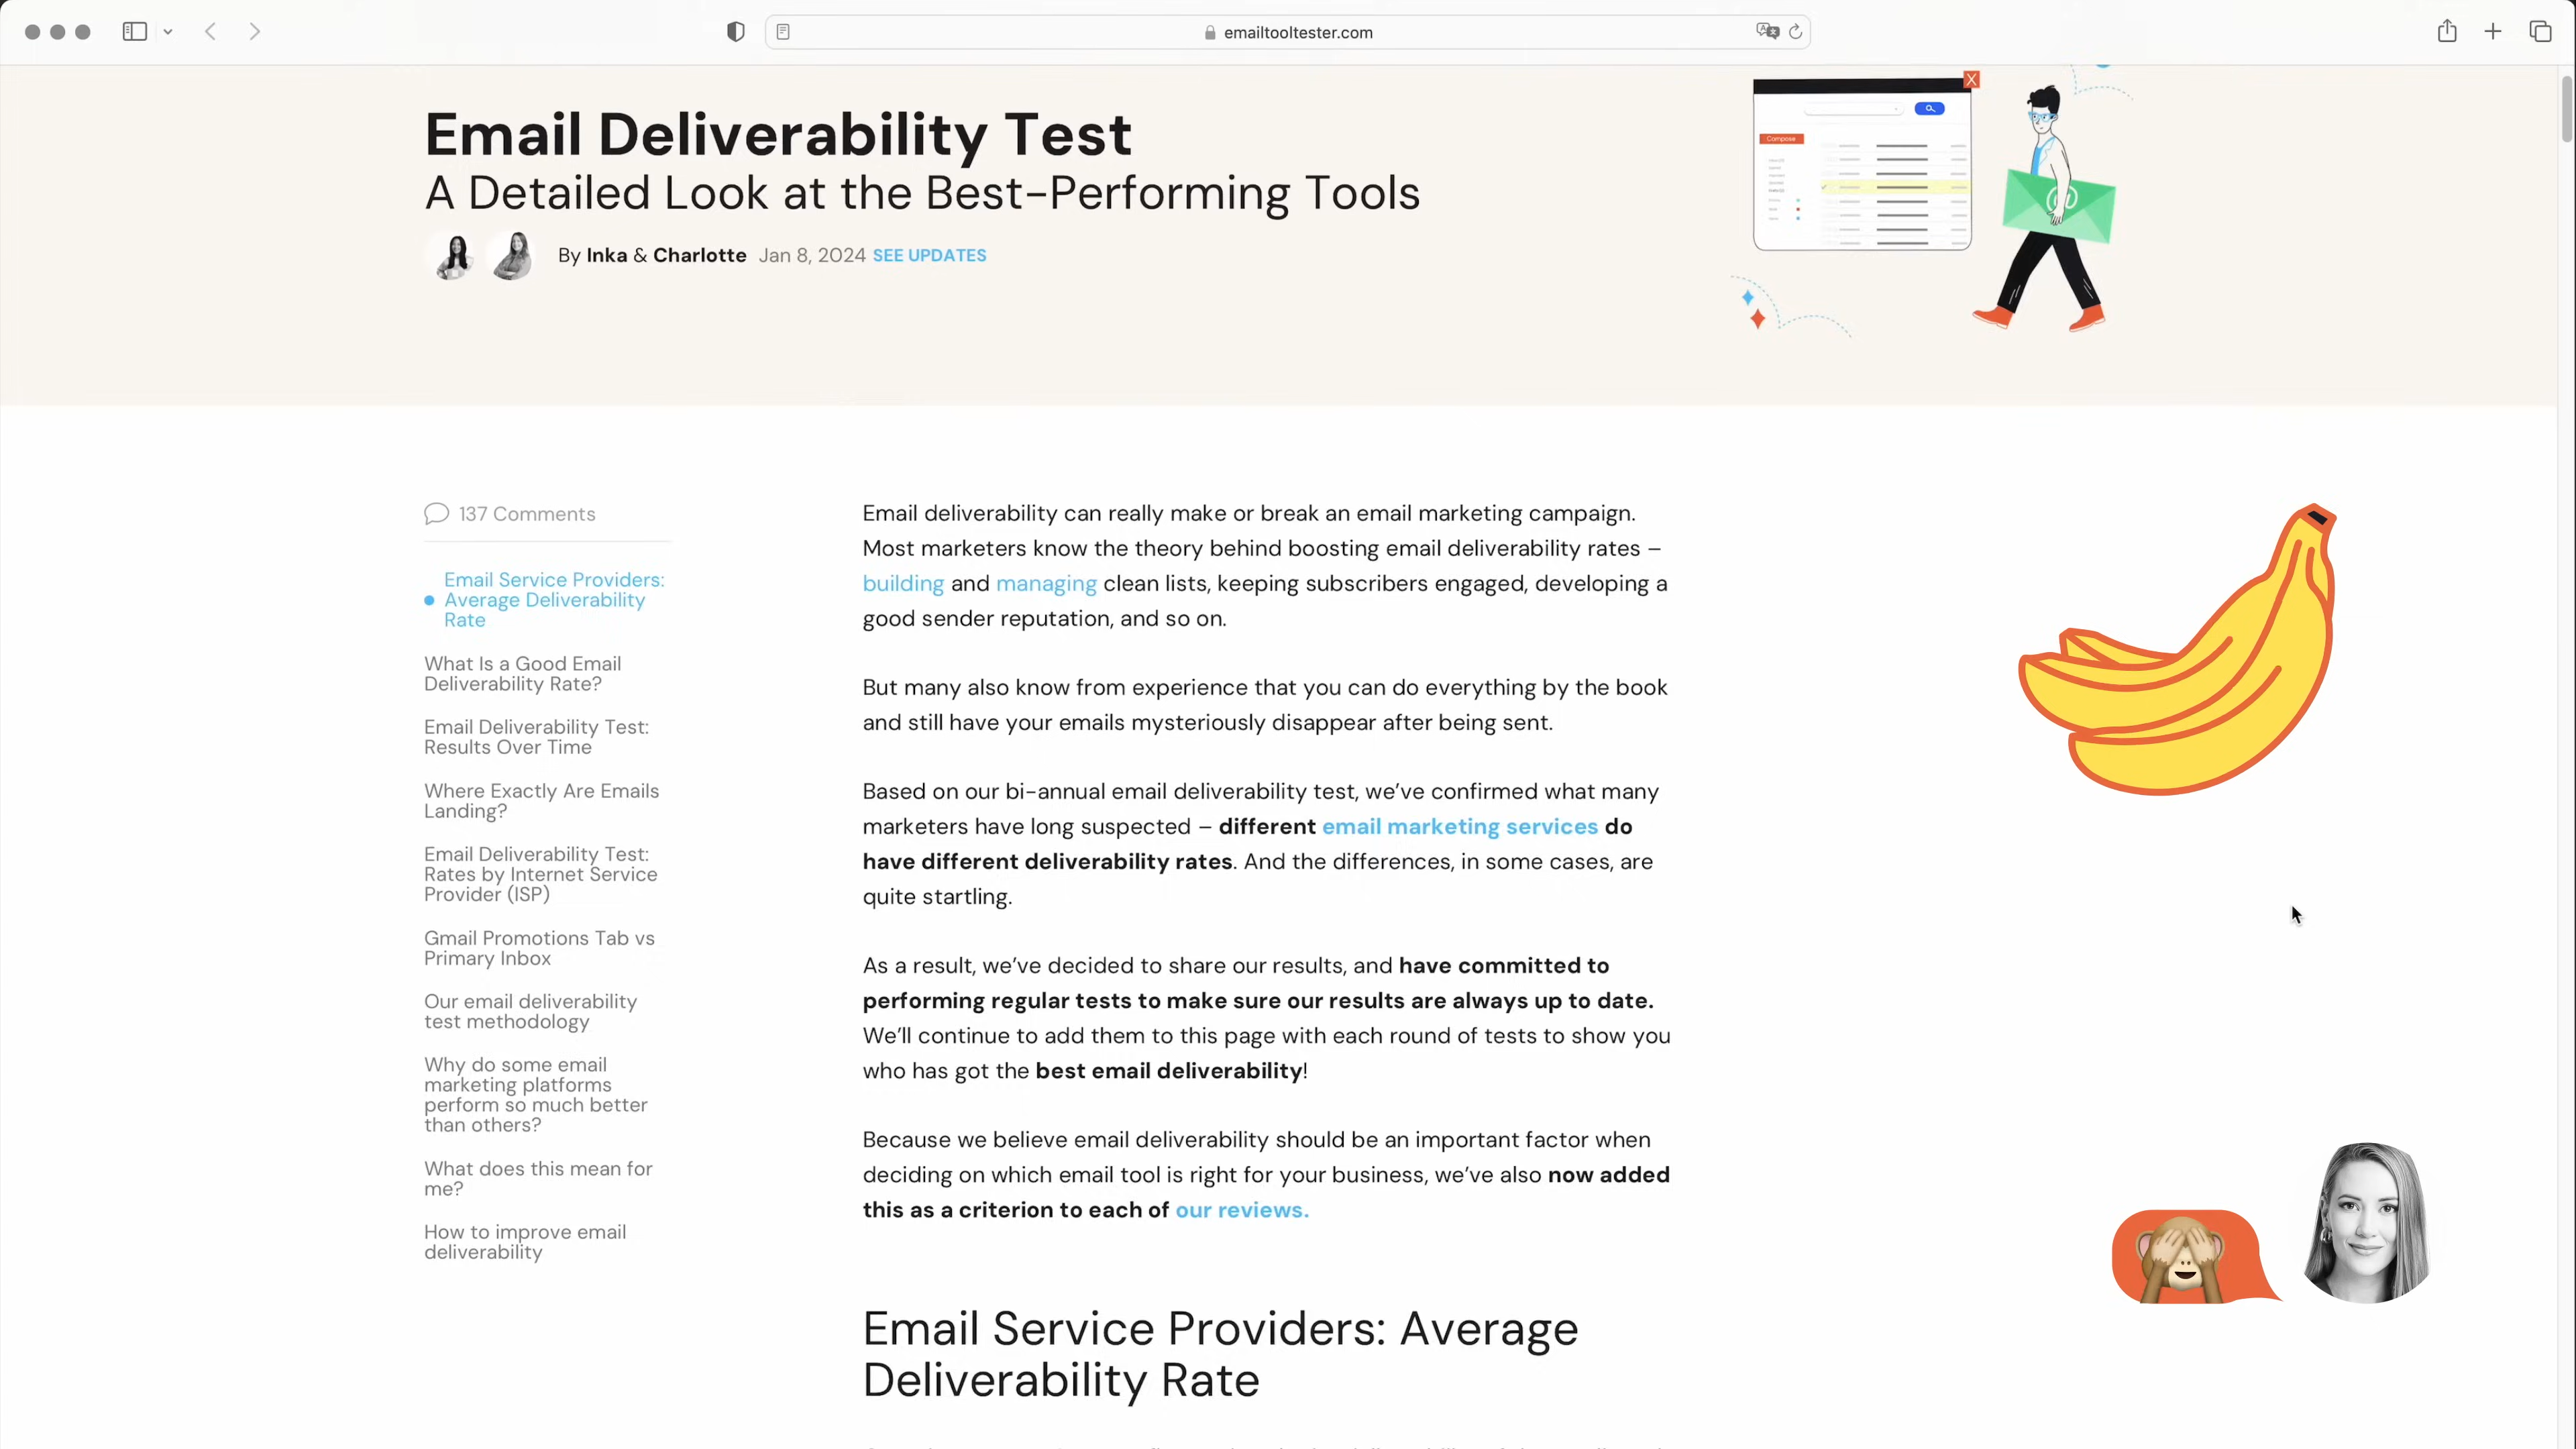 emailtooltester.com
Email Deliverability Test
A Detailed Look at the Best-Performing Tools
By Inka & Charlotte Jan 8, 2024 SEE UPDATES
Compose
137 Comments
Email Service Providers:
Average Deliverability
Rate
What Is a Good Email
Deliverability Rate?
Email Deliverability Test:
Results Over Time
Where Exactly Are Emails
Landing?
Email Deliverability Test:
Rates by Internet Service
Provider (ISP)
Gmail Promotions Tab vs
Primary Inbox
Our email deliverability
test methodology
Why do some email
marketing platforms
perform so much better
than others?
What does this mean for
me?
How to improve email
deliverability
Email deliverability can really make or break an email marketing campaign.
Most marketers know the theory behind boosting email deliverability rates –
building and managing clean lists, keeping subscribers engaged, developing a
good sender reputation, and so on.
But many also know from experience that you can do everything by the book
and still have your emails mysteriously disappear after being sent.
Based on our bi-annual email deliverability test, we’ve confirmed what many
marketers have long suspected – different email marketing services do
have different deliverability rates. And the differences, in some cases, are
quite startling.
As a result, we’ve decided to share our results, and have committed to
performing regular tests to make sure our results are always up to date.
We’ll continue to add them to this page with each round of tests to show you
who has got the best email deliverability!
Because we believe email deliverability should be an important factor when
deciding on which email tool is right for your business, we’ve also now added
this as a criterion to each of our reviews.
Email Service Providers: Average
Deliverability Rate